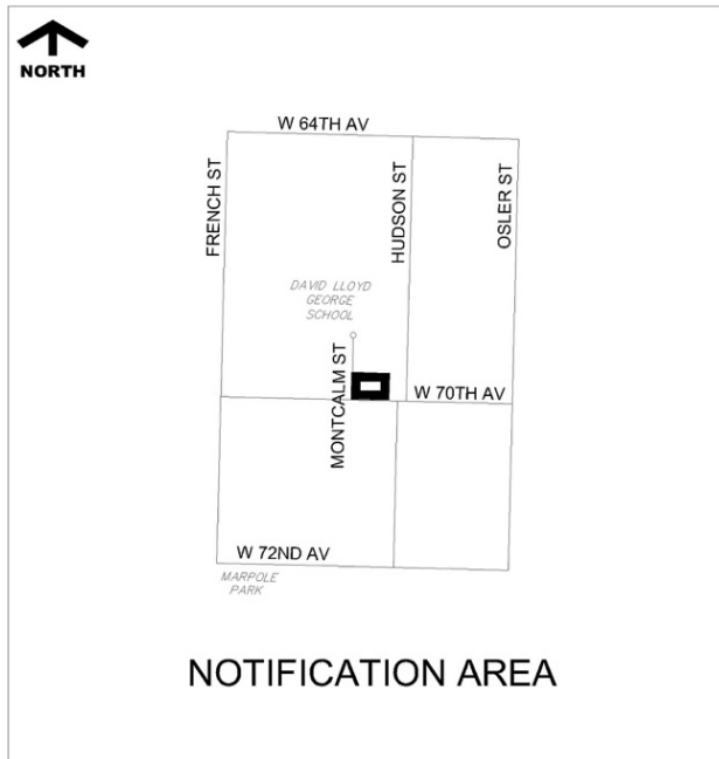 NORTH
W 64TH AV
FRENCH ST
HUDSON ST
OSLER ST
DAVID LLOYD
GEORGE
SCHOOL
MONTCALM ST
W 70TH AV
W 72ND AV
MARPOLE
PARK
NOTIFICATION AREA